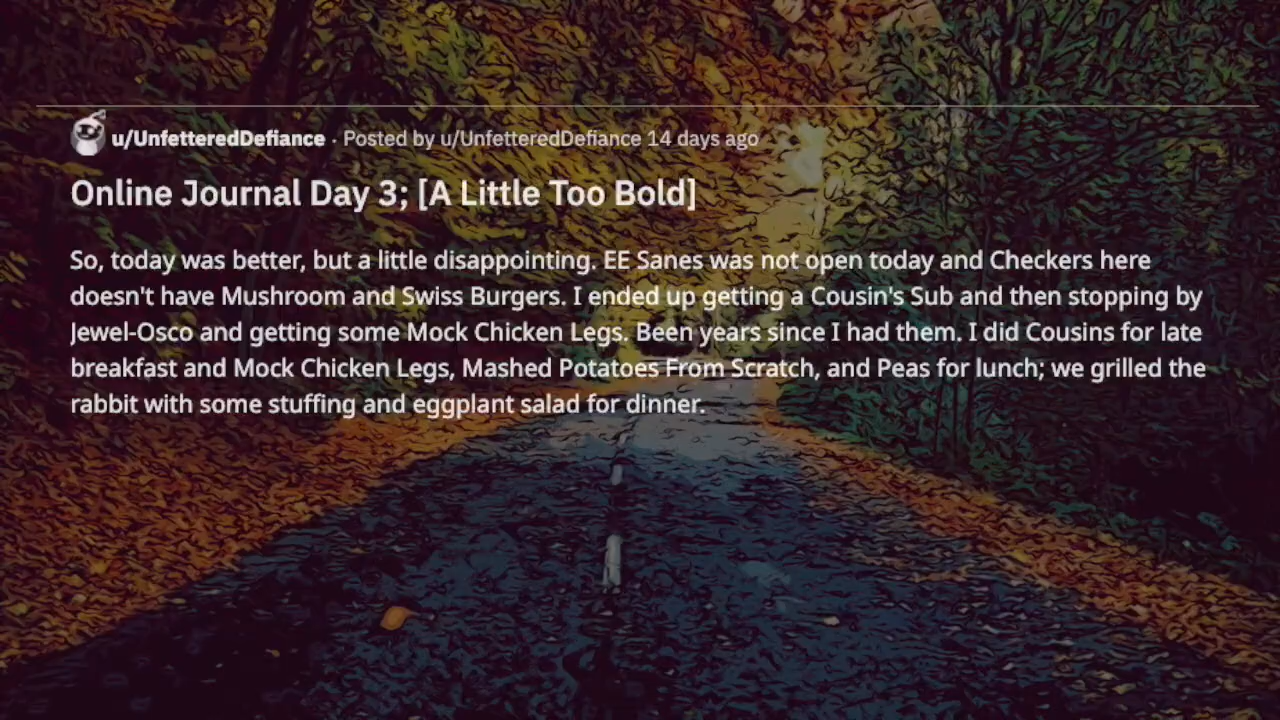 u/UnfetteredDefiance · Posted by u/UnfetteredDefiance 14 days ago
Online Journal Day 3; [A Little Too Bold]
So, today was better, but a little disappointing. EE Sanes was not open today and Checkers here
doesn't have Mushroom and Swiss Burgers. I ended up getting a Cousin's Sub and then stopping by
Jewel-Osco and getting some Mock Chicken Legs. Been years since I had them. I did Cousins for late
breakfast and Mock Chicken Legs, Mashed Potatoes From Scratch, and Peas for lunch; we grilled the
rabbit with some stuffing and eggplant salad for dinner.